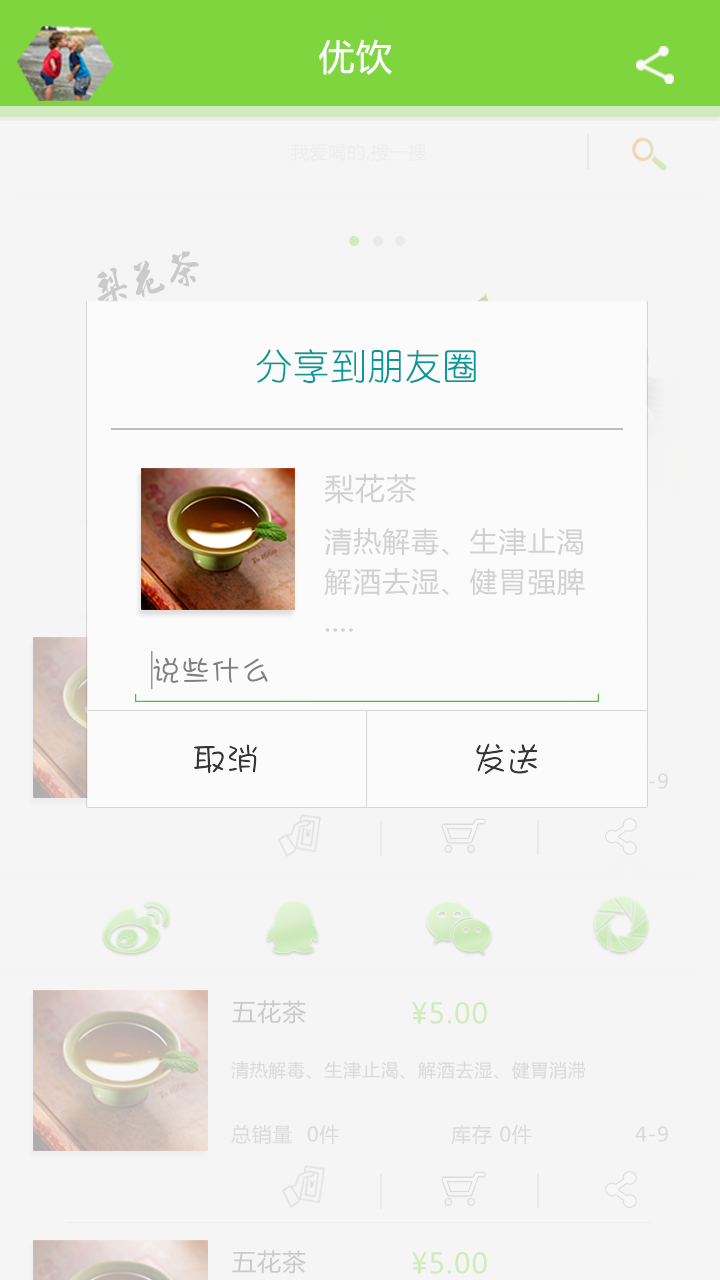 优饮
我爱喝的,搜一搜
梨花茶
分享到朋友圈
梨花茶
清热解毒、生津止渴
解酒去湿、健胃强脾
....
说些什么
取消 发送
-9
五花茶 ¥5.00
清热解毒、生津止渴、解酒去湿、健胃消滞
总销量 0件 库存 0件 4-9
五花茶 ¥5.00